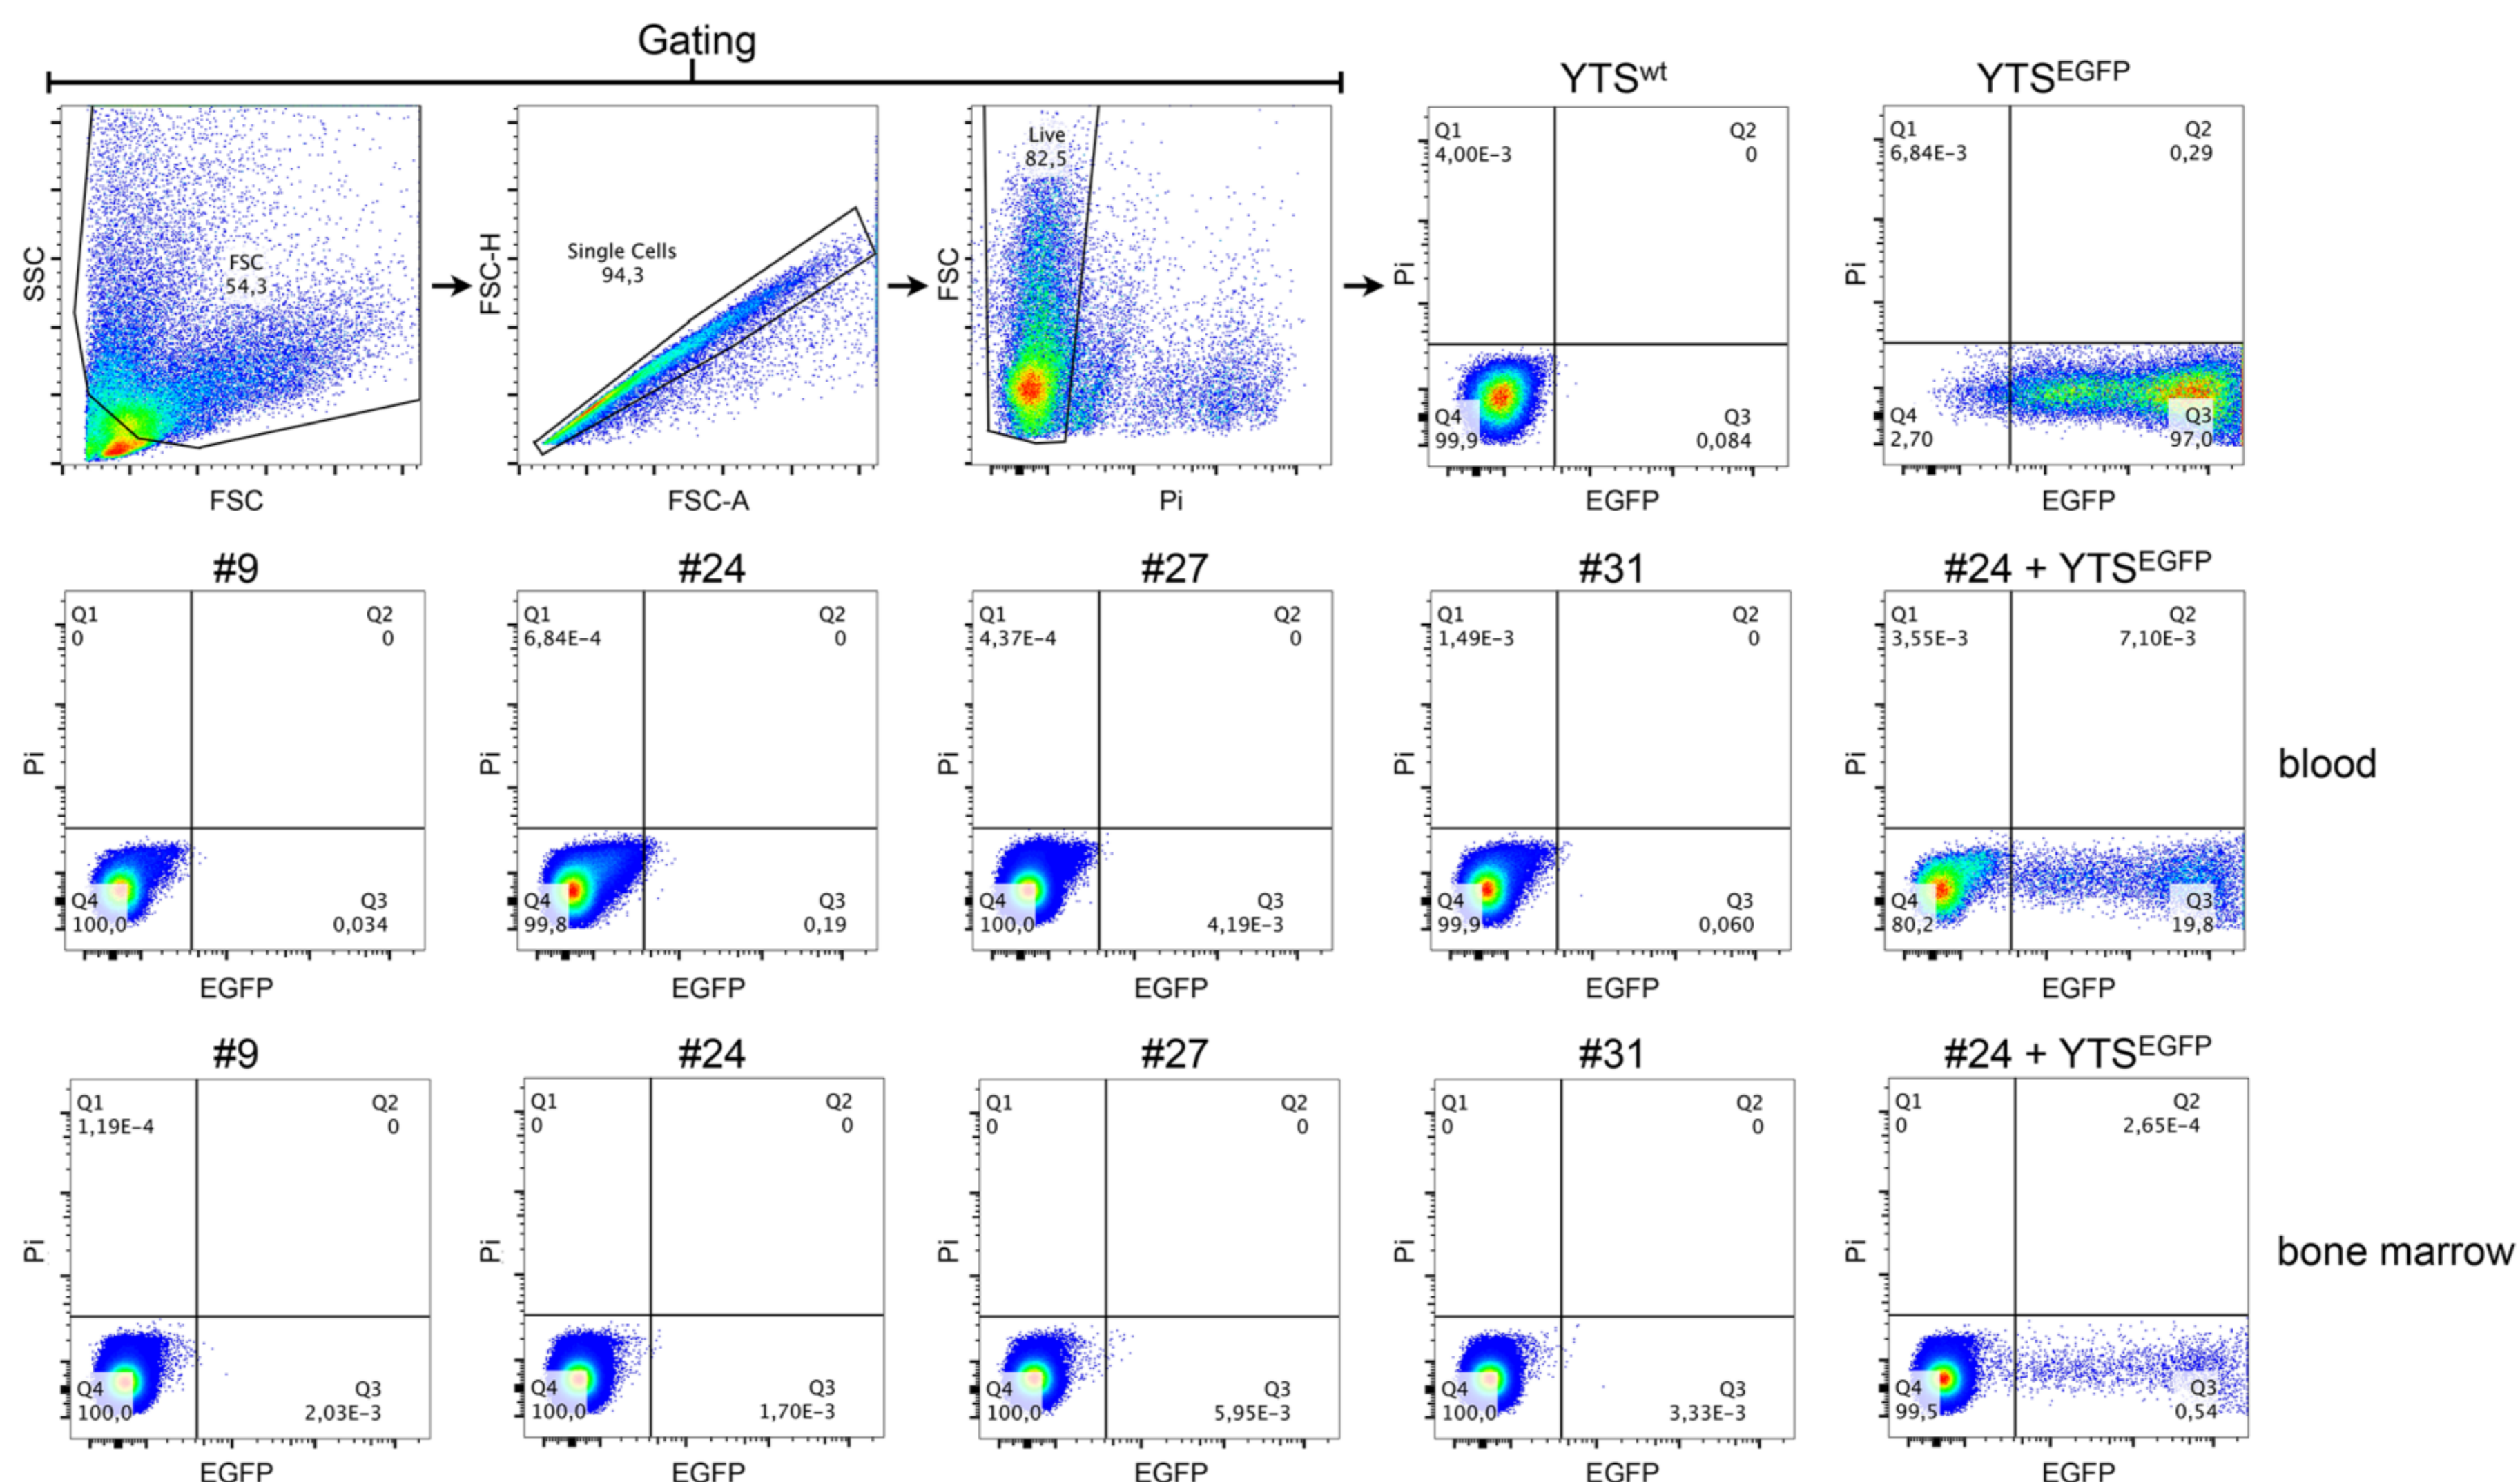 Gating
YTSwt
YTSEGFP
SSC
FSC
54,3
FSC
FSC-H
Single Cells
94,3
FSC-A
FSC
Live
82,5
Pi
Pi
Q1
4,00E-3
Q2
0
Q4
99,9
Q3
0,084
EGFP
Pi
Q1
6,84E-3
Q2
0,29
Q4
2,70
Q3
97,0
EGFP
#9
Pi
Q1
0
Q2
0
Q4
100,0
Q3
0,034
EGFP
#24
Pi
Q1
6,84E-4
Q2
0
Q4
99,8
Q3
0,19
EGFP
#27
Pi
Q1
4,37E-4
Q2
0
Q4
100,0
Q3
4,19E-3
EGFP
#31
Pi
Q1
1,49E-3
Q2
0
Q4
99,9
Q3
0,060
EGFP
#24 + YTSEGFP
Pi
Q1
3,55E-3
Q2
7,10E-3
Q4
80,2
Q3
19,8
EGFP
blood
#9
Pi
Q1
1,19E-4
Q2
0
Q4
100,0
Q3
2,03E-3
EGFP
#24
Pi
Q1
0
Q2
0
Q4
100,0
Q3
1,70E-3
EGFP
#27
Pi
Q1
0
Q2
0
Q4
100,0
Q3
5,95E-3
EGFP
#31
Pi
Q1
0
Q2
0
Q4
100,0
Q3
3,33E-3
EGFP
#24 + YTSEGFP
Pi
Q1
0
Q2
2,65E-4
Q4
99,5
Q3
0,54
EGFP
bone marrow